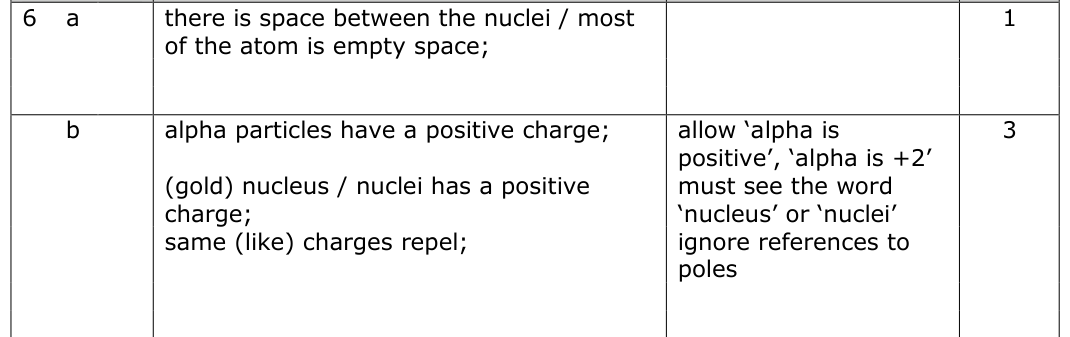 6 a there is space between the nuclei / most 1
of the atom is empty space;
b alpha particles have a positive charge; allow ‘alpha is 3
positive’, ‘alpha is +2’
(gold) nucleus / nuclei has a positive must see the word
charge; ‘nucleus’ or ‘nuclei’
same (like) charges repel; ignore references to
poles